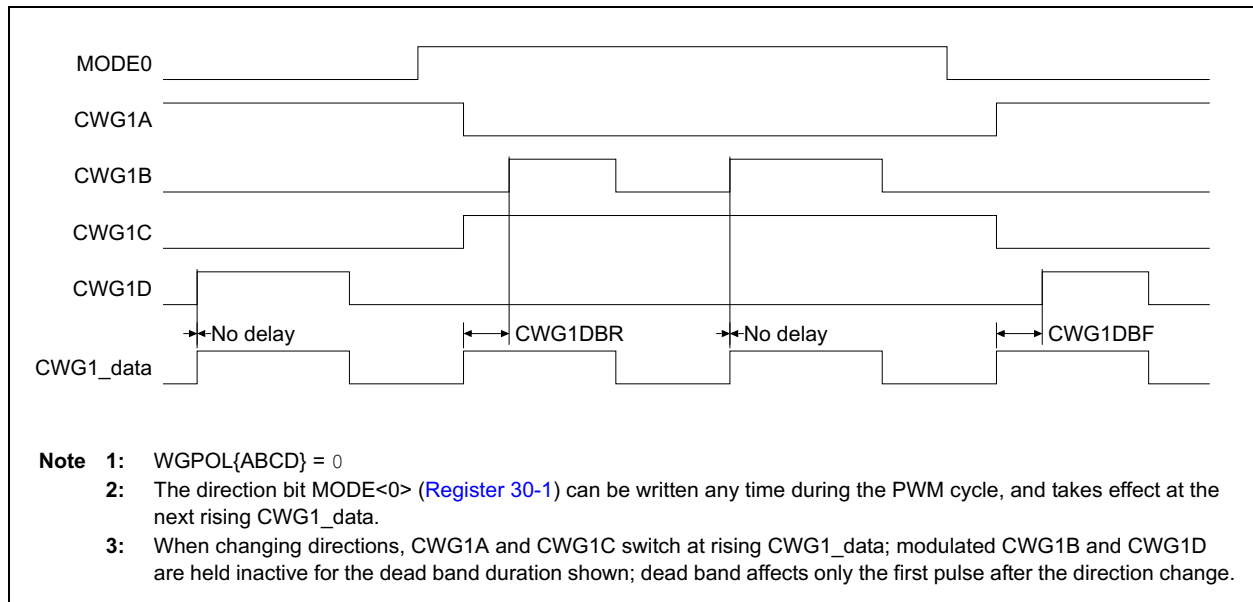 MODE0
CWG1A
CWG1B
CWG1C
CWG1D
No delay CWG1DBR No delay CWG1DBF
CWG1_data
Note 1: WGPOL{ABCD} = 0
2: The direction bit MODE<0> (Register 30-1) can be written any time during the PWM cycle, and takes effect at the
next rising CWG1_data.
3: When changing directions, CWG1A and CWG1C switch at rising CWG1_data; modulated CWG1B and CWG1D
are held inactive for the dead band duration shown; dead band affects only the first pulse after the direction change.